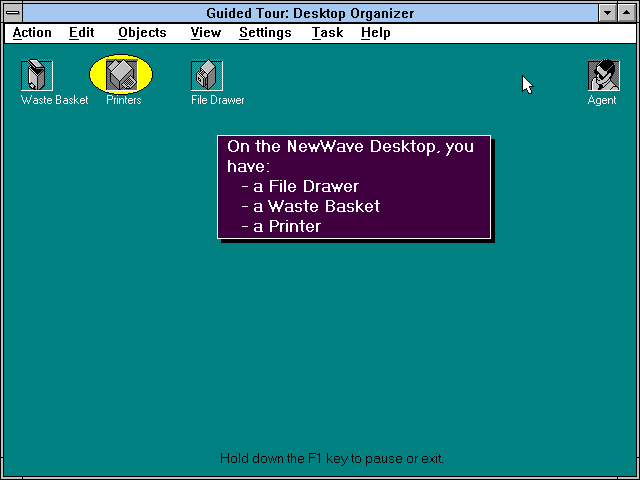 Guided Tour: Desktop Organizer
Action Edit Objects View Settings Task Help
Waste Basket Printers File Drawer Agent
On the NewWave Desktop, you
have:
- a File Drawer
- a Waste Basket
- a Printer
Hold down the F1 key to pause or exit.